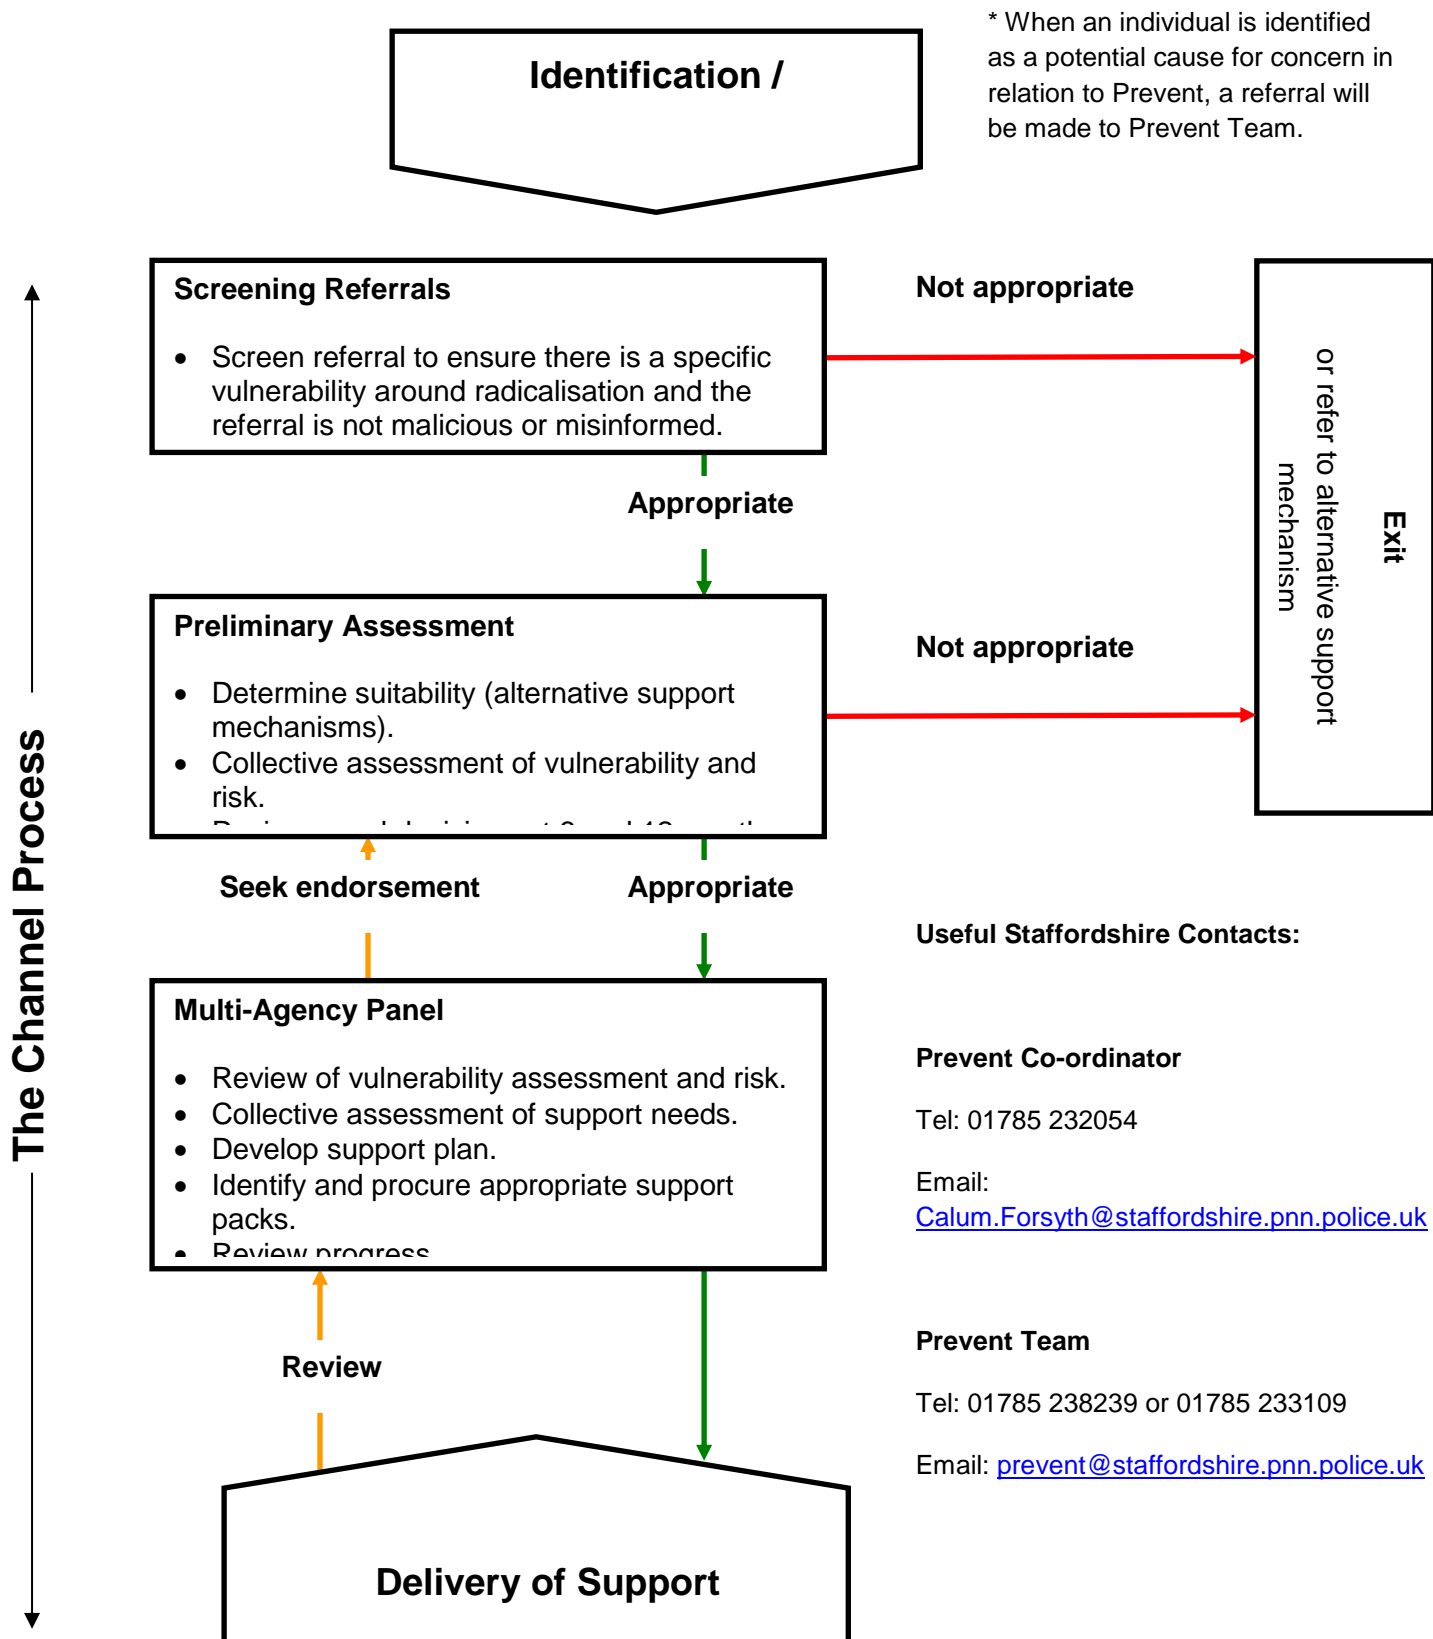 Identification /
* When an individual is identified
as a potential cause for concern in
relation to Prevent, a referral will
be made to Prevent Team.
The Channel Process
Screening Referrals
• Screen referral to ensure there is a specific
vulnerability around radicalisation and the
referral is not malicious or misinformed.
Not appropriate
Exit
or refer to alternative support
mechanism
Appropriate
Preliminary Assessment
• Determine suitability (alternative support
mechanisms).
• Collective assessment of vulnerability and
risk.
Not appropriate
Seek endorsement
Appropriate
Multi-Agency Panel
• Review of vulnerability assessment and risk.
• Collective assessment of support needs.
• Develop support plan.
• Identify and procure appropriate support
packs.
• Review progress
Review
Delivery of Support
Useful Staffordshire Contacts:
Prevent Co-ordinator
Tel: 01785 232054
Email:
Calum.Forsyth@staffordshire.pnn.police.uk
Prevent Team
Tel: 01785 238239 or 01785 233109
Email: prevent@staffordshire.pnn.police.uk